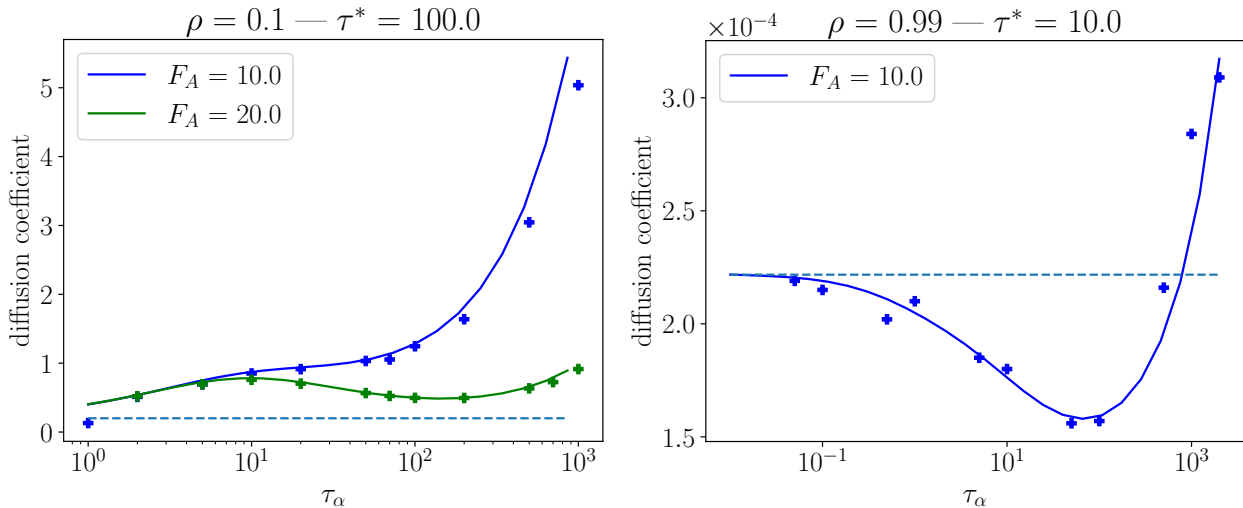 ρ = 0.1 — τ* = 100.0
F_A = 10.0
F_A = 20.0
diffusion coefficient
5
4
3
2
1
0
10^0
10^1
10^2
10^3
τ_α
ρ = 0.99 — τ* = 10.0
×10^−4
F_A = 10.0
diffusion coefficient
3.0
2.5
2.0
1.5
10^−1
10^1
10^3
τ_α